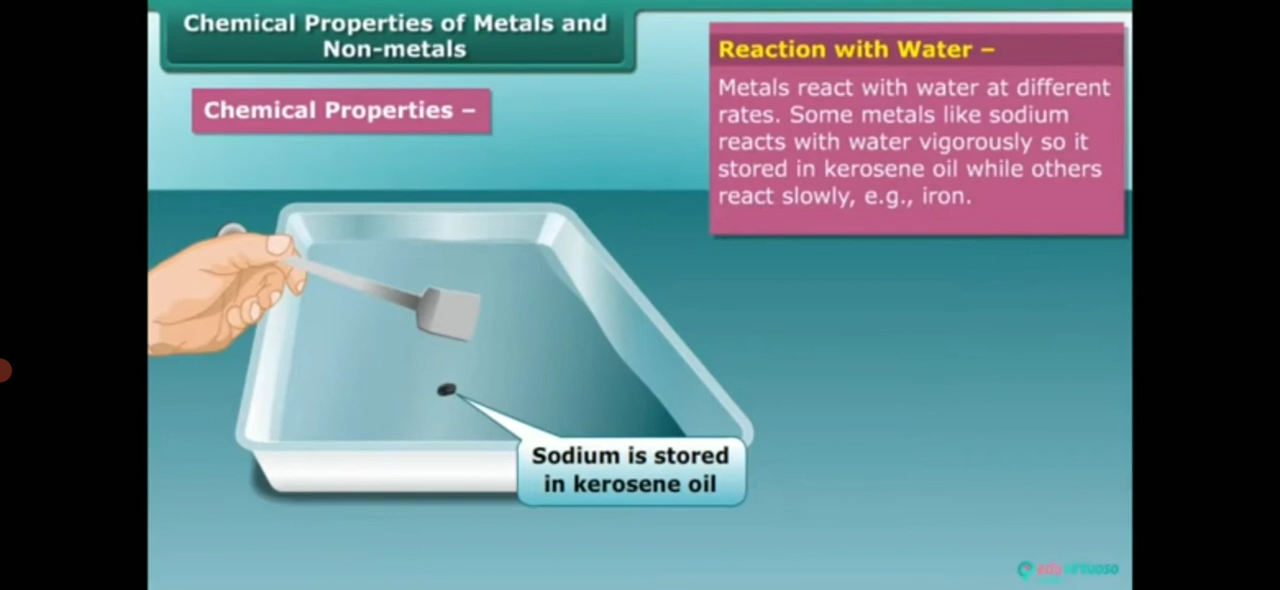 Chemical Properties of Metals and
Non-metals
Chemical Properties –
Reaction with Water –
Metals react with water at different
rates. Some metals like sodium
reacts with water vigorously so it
stored in kerosene oil while others
react slowly, e.g., iron.
Sodium is stored
in kerosene oil
eduvirtuoso